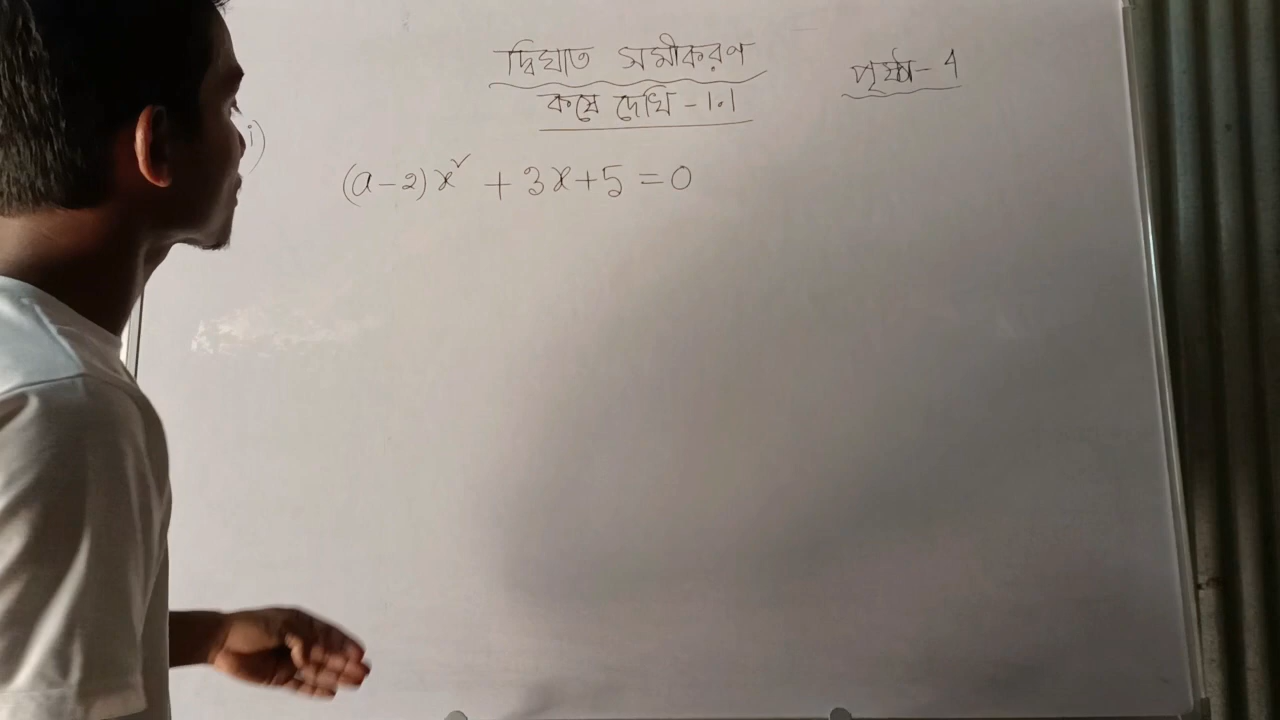 দ্বিঘাত সমীকরণ
কষে দেখি - 1.1
পৃষ্ঠা - 4
i)
(a-2)x² + 3x+5 = 0